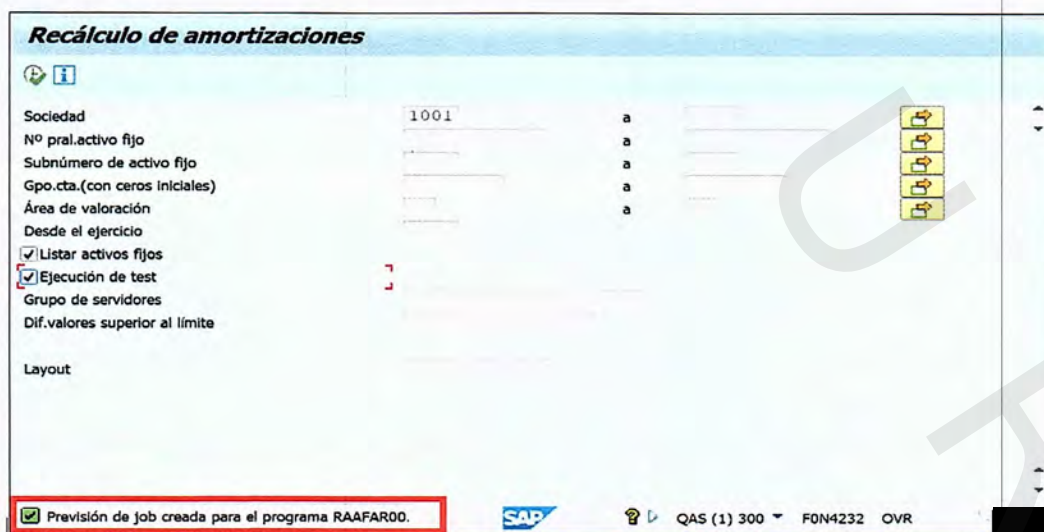 Recálculo de amortizaciones
Sociedad 1001 a
Nº pral.activo fijo a
Subnúmero de activo fijo a
Gpo.cta.(con ceros iniciales) a
Área de valoración a
Desde el ejercicio
Listar activos fijos
Ejecución de test
Grupo de servidores
Dif.valores superior al límite
Layout
Previsión de job creada para el programa RAAFAR00. SAP QAS (1) 300 F0N4232 OVR